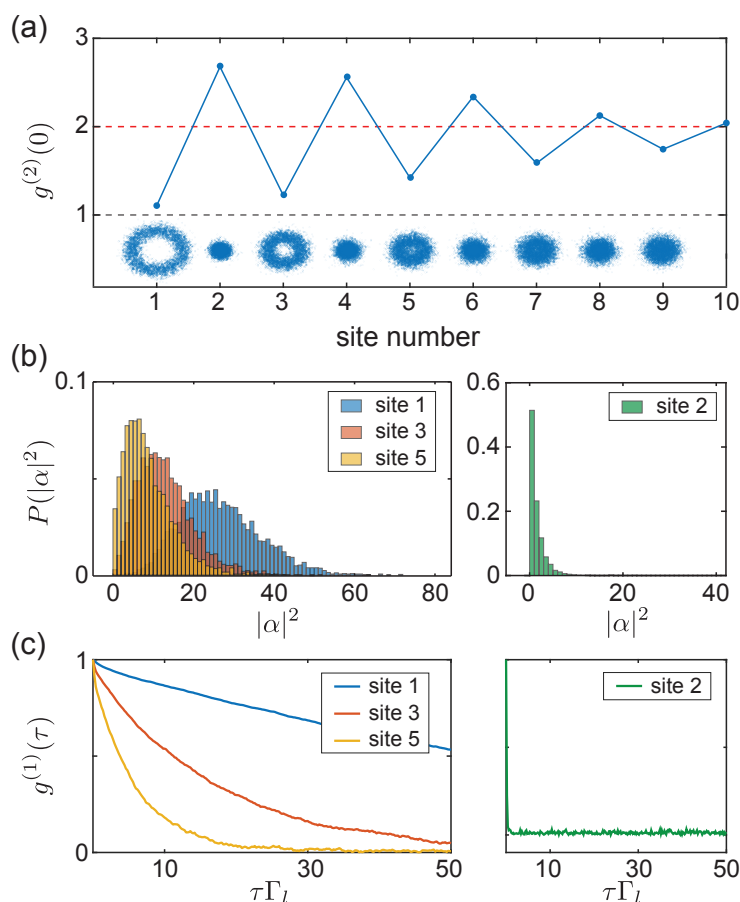 (a)
3
2
1
g^{(2)}(0)
1 2 3 4 5 6 7 8 9 10
site number
(b)
0.1
0
P(|α|^2)
site 1
site 3
site 5
0 20 40 60 80
|α|^2
0.6
0.4
0.2
0
site 2
0 20 40
|α|^2
(c)
1
0
g^{(1)}(τ)
site 1
site 3
site 5
10 30 50
τΓ_l
site 2
10 30 50
τΓ_l